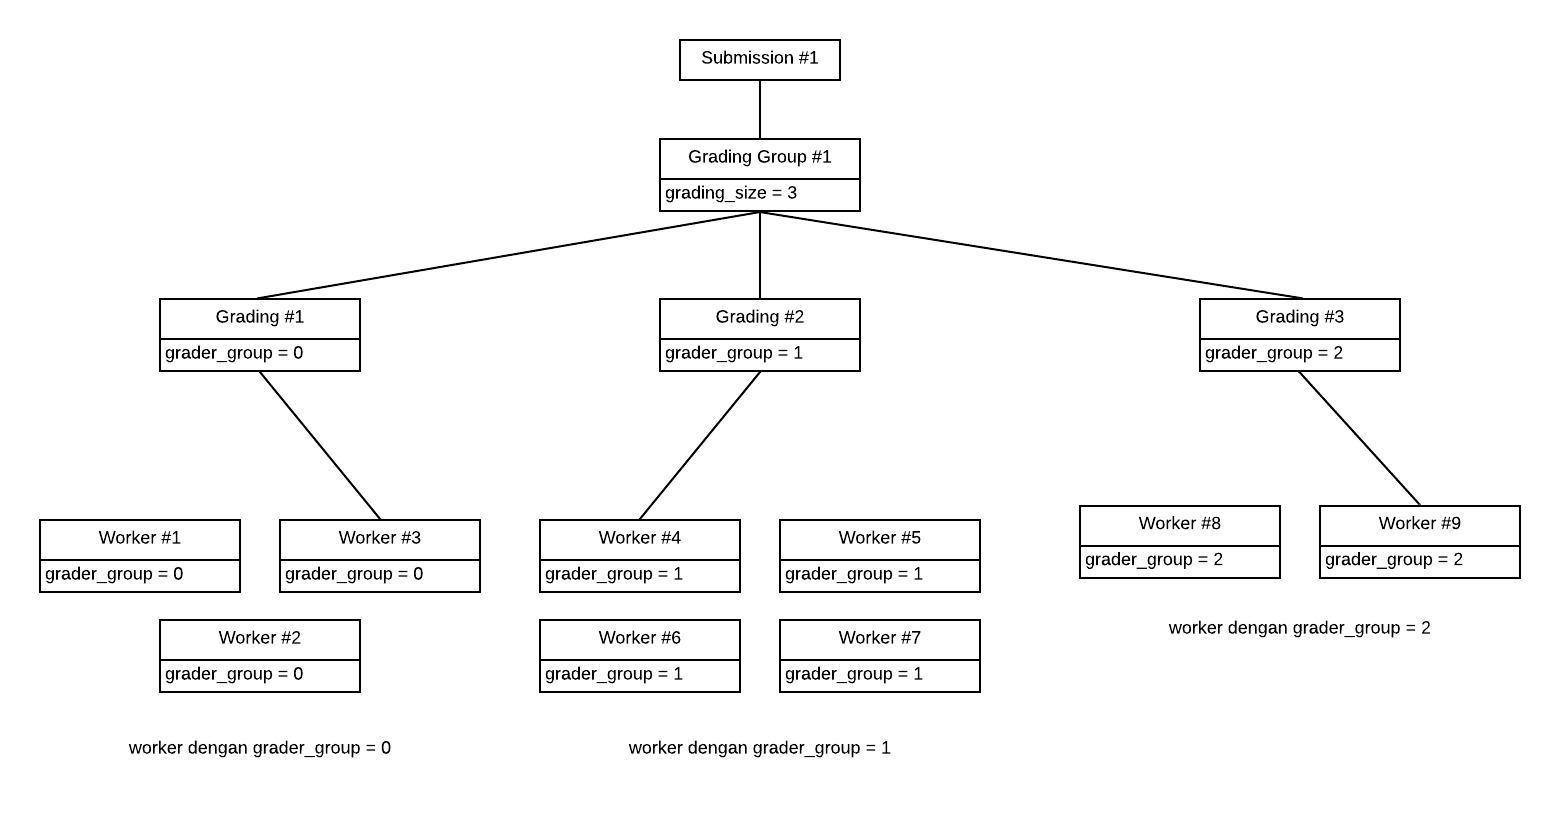 Submission #1
Grading Group #1
grading_size = 3
Grading #1
grader_group = 0
Grading #2
grader_group = 1
Grading #3
grader_group = 2
Worker #1
grader_group = 0
Worker #3
grader_group = 0
Worker #2
grader_group = 0
worker dengan grader_group = 0
Worker #4
grader_group = 1
Worker #5
grader_group = 1
Worker #6
grader_group = 1
Worker #7
grader_group = 1
worker dengan grader_group = 1
Worker #8
grader_group = 2
Worker #9
grader_group = 2
worker dengan grader_group = 2